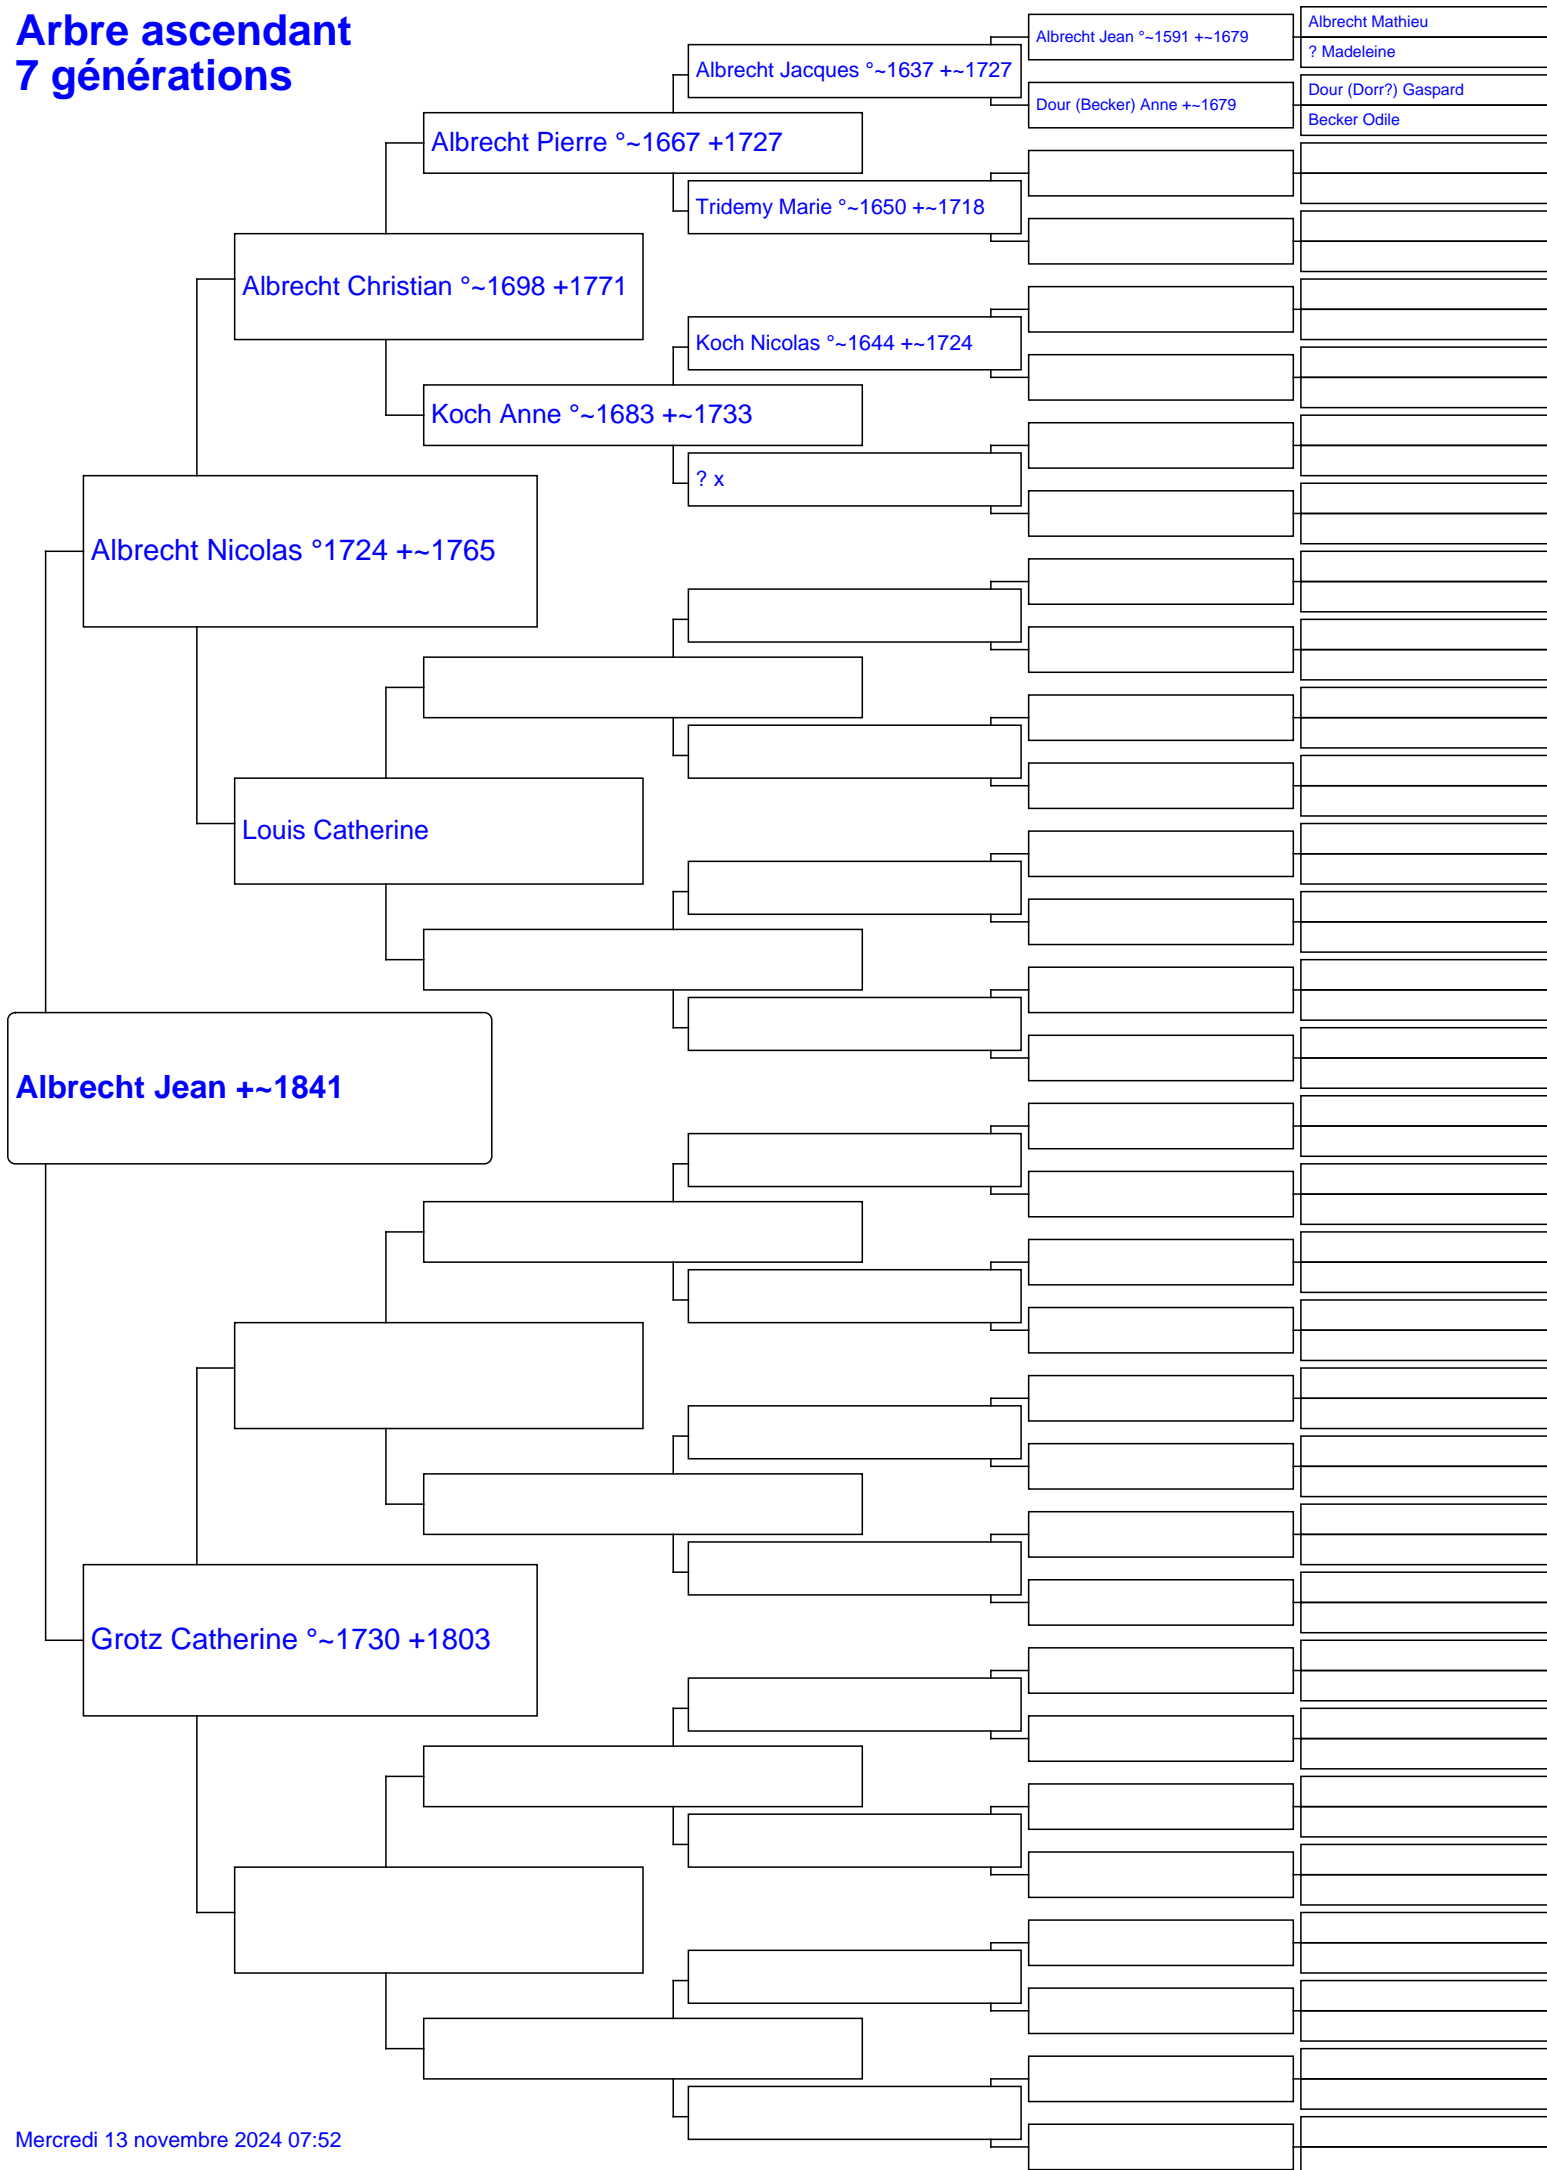 Arbre ascendant
7 générations
Albrecht Mathieu
Albrecht Jean °~1591 +~1679
? Madeleine
Albrecht Jacques °~1637 +~1727
Dour (Dorr?) Gaspard
Dour (Becker) Anne +~1679
Becker Odile
Albrecht Pierre °~1667 +1727
Tridemy Marie °~1650 +~1718
Albrecht Christian °~1698 +1771
Koch Nicolas °~1644 +~1724
Koch Anne °~1683 +~1733
? x
Albrecht Nicolas °1724 +~1765
Louis Catherine
Albrecht Jean +~1841
Grotz Catherine °~1730 +1803
Mercredi 13 novembre 2024 07:52